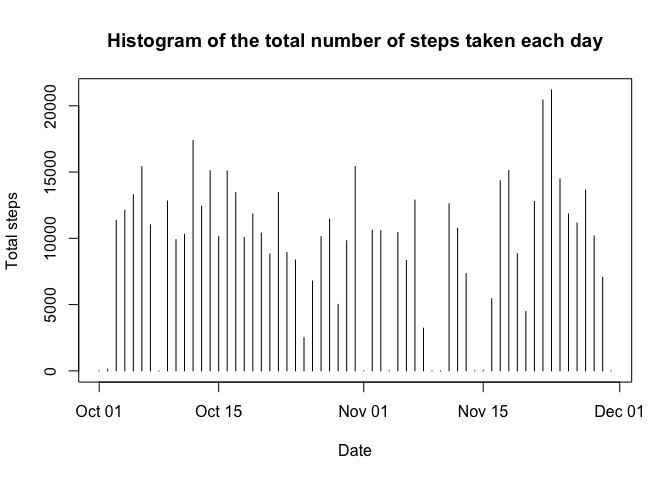 Histogram of the total number of steps taken each day
Total steps
20000
15000
10000
5000
0
Oct 01 Oct 15 Nov 01 Nov 15 Dec 01
Date